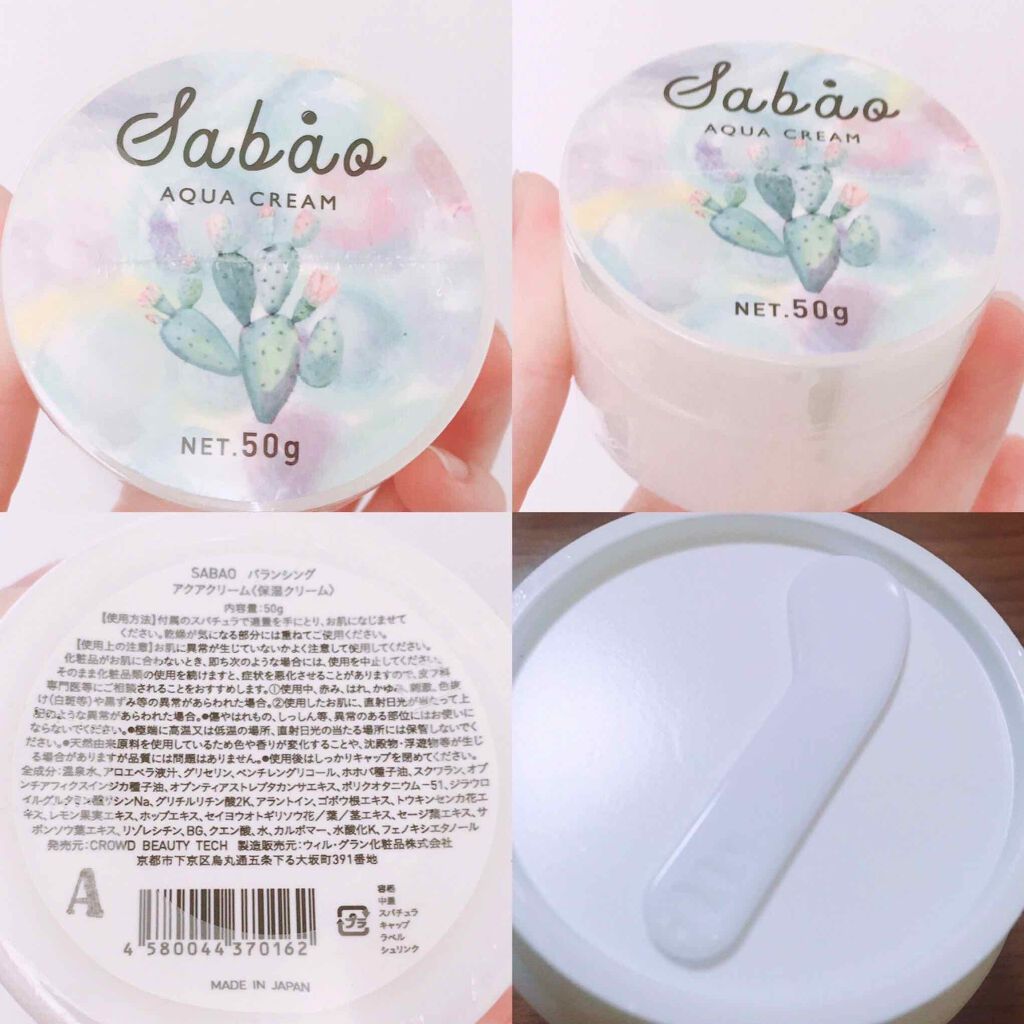 Sabao
AQUA CREAM
NET.50g
Sabao
AQUA CREAM
NET.50g
SABAO バランシング
アクアクリーム〈保湿クリーム〉
内容量:50g
【使用方法】付属のスパチュラで適量を手にとり、お肌になじませて
ください。乾燥が気になる部分には重ねてご使用ください。
【使用上の注意】お肌に異常が生じていないかよく注意して使用してください。
化粧品がお肌に合わないとき、即ち次のような場合には、使用を中止してください。
そのまま化粧品類の使用を続けますと、症状を悪化させることがありますので、皮フ科
専門医等にご相談されることをおすすめします。①使用中、赤み、はれ、かゆみ、刺激、色抜
け(白斑等)や黒ずみ等の異常があらわれた場合。②使用したお肌に、直射日光が当たって上
記のような異常があらわれた場合。●傷やはれもの、しっしん等、異常のある部位にはお使いに
ならないでください。●極端に高温又は低温の場所、直射日光の当たる場所には保管しないでく
ださい。●天然由来原料を使用しているため色や香りが変化することや、沈殿物・浮遊物等が生じ
る場合がありますが品質には問題はありません。●使用後はしっかりキャップを閉めてください。
全成分:温泉水、アロエベラ液汁、グリセリン、ペンチレングリコール、ホホバ種子油、スクワラン、オプ
ンチアフィクスインジカ種子油、オプンティアストレプタカンサエキス、ポリクオタニウム-51、ジラウロ
イルグルタミン酸リシンNa、グリチルリチン酸2K、アラントイン、ゴボウ根エキス、トウキンセンカ花エ
キス、レモン果実エキス、ホップエキス、セイヨウオトギリソウ花/葉/茎エキス、セージ葉エキス、サ
ボンソウ葉エキス、リゾレシチン、BG、クエン酸、水、カルボマー、水酸化K、フェノキシエタノール
発売元:CROWD BEAUTY TECH 製造販売元:ウィル・グラン化粧品株式会社
京都市下京区烏丸通五条下る大坂町391番地
A
4 580044 370162
プラ
容器
中蓋
スパチュラ
キャップ
ラベル
シュリンク
MADE IN JAPAN